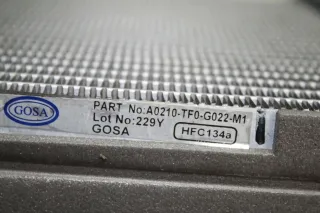 GOSA
PART No:A0210-TF0-G022-M1
Lot No:229Y
GOSA
HFC134a